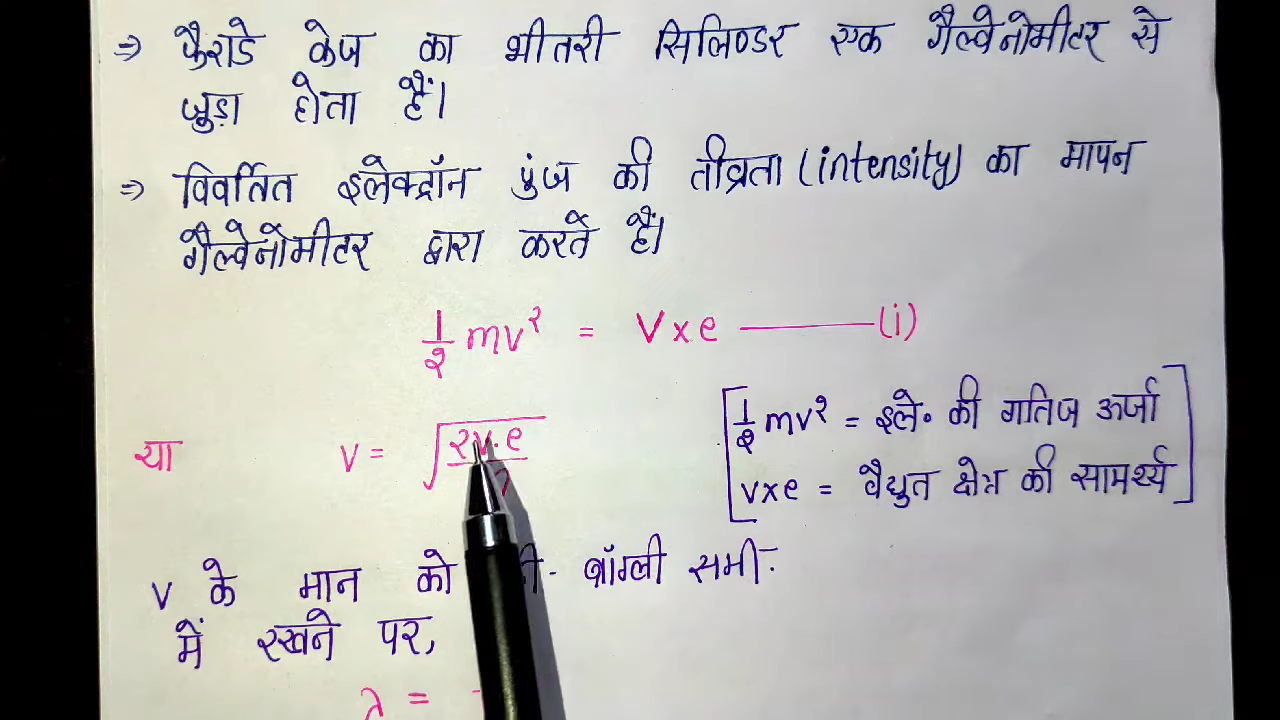 ⇒ फैराडे केज का भीतरी सिलिण्डर एक गैल्वेनोमीटर से
जुड़ा होता हैं।
⇒ विवर्तित इलेक्ट्रॉन पुंज की तीव्रता (intensity) का मापन
गैल्वेनोमीटर द्वारा करते हैं।
1/2 mv² = V×e ——— (i)
या v = √2v.e
[1/2 mv² = इले॰ की गतिज ऊर्जा
v×e = वैद्युत क्षेत्र की सामर्थ्य]
v के मान को ब्रॉग्ली समी.
में रखने पर,
λ =